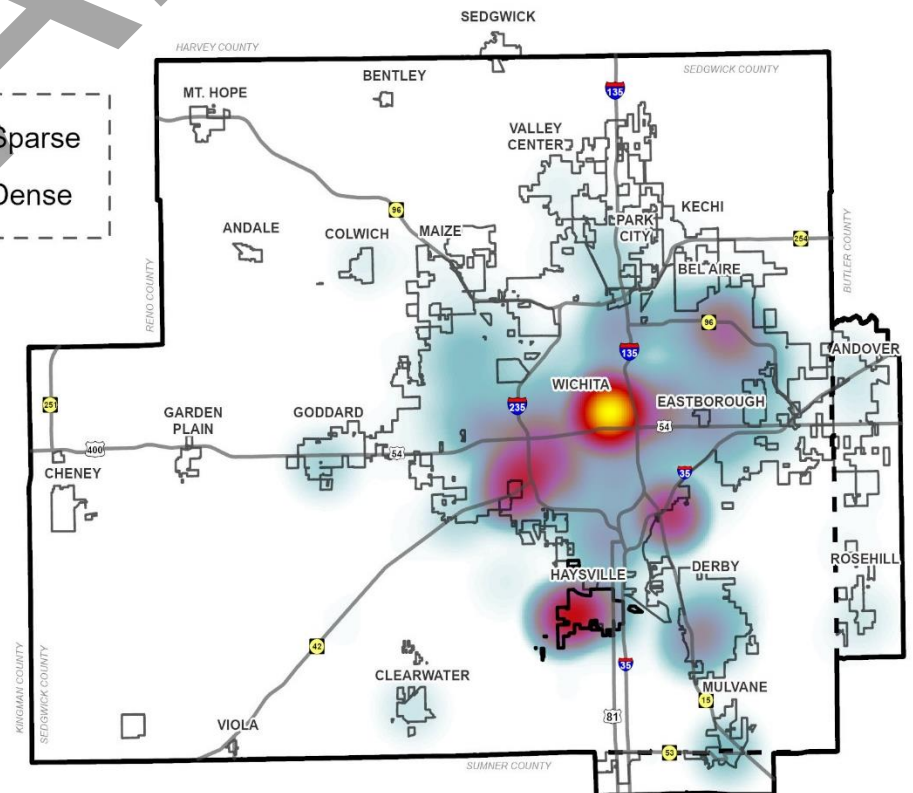 SEDGWICK
HARVEY COUNTY
SEDGWICK COUNTY
BENTLEY
MT. HOPE
135
Sparse
Dense
VALLEY
CENTER
96
KECHI
PARK
CITY
ANDALE
COLWICH
MAIZE
254
BEL AIRE
BUTLER COUNTY
RENO COUNTY
96
135
ANDOVER
WICHITA
EASTBOROUGH
251
235
GARDEN
PLAIN
GODDARD
54
400
54
CHENEY
35
HAYSVILLE
DERBY
ROSEHILL
42
35
KINGMAN COUNTY
SEDGWICK COUNTY
CLEARWATER
MULVANE
15
81
VIOLA
53
SUMNER COUNTY